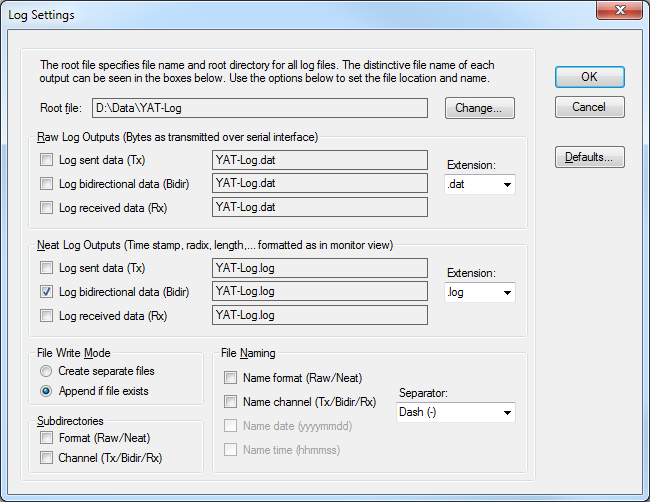 Log Settings
The root file specifies file name and root directory for all log files. The distinctive file name of each
output can be seen in the boxes below. Use the options below to set the file location and name.
OK
Root file: D:\Data\YAT-Log Change...
Cancel
Raw Log Outputs (Bytes as transmitted over serial interface)
Log sent data (Tx) YAT-Log.dat Extension:
Defaults...
Log bidirectional data (Bidir) YAT-Log.dat .dat
Log received data (Rx) YAT-Log.dat
Neat Log Outputs (Time stamp, radix, length,... formatted as in monitor view)
Log sent data (Tx) YAT-Log.log Extension:
Log bidirectional data (Bidir) YAT-Log.log .log
Log received data (Rx) YAT-Log.log
File Write Mode
Create separate files
Append if file exists
Subdirectories
Format (Raw/Neat)
Channel (Tx/Bidir/Rx)
File Naming
Name format (Raw/Neat)
Name channel (Tx/Bidir/Rx)
Name date (yyyymmdd)
Name time (hhmmss)
Separator:
Dash (-)